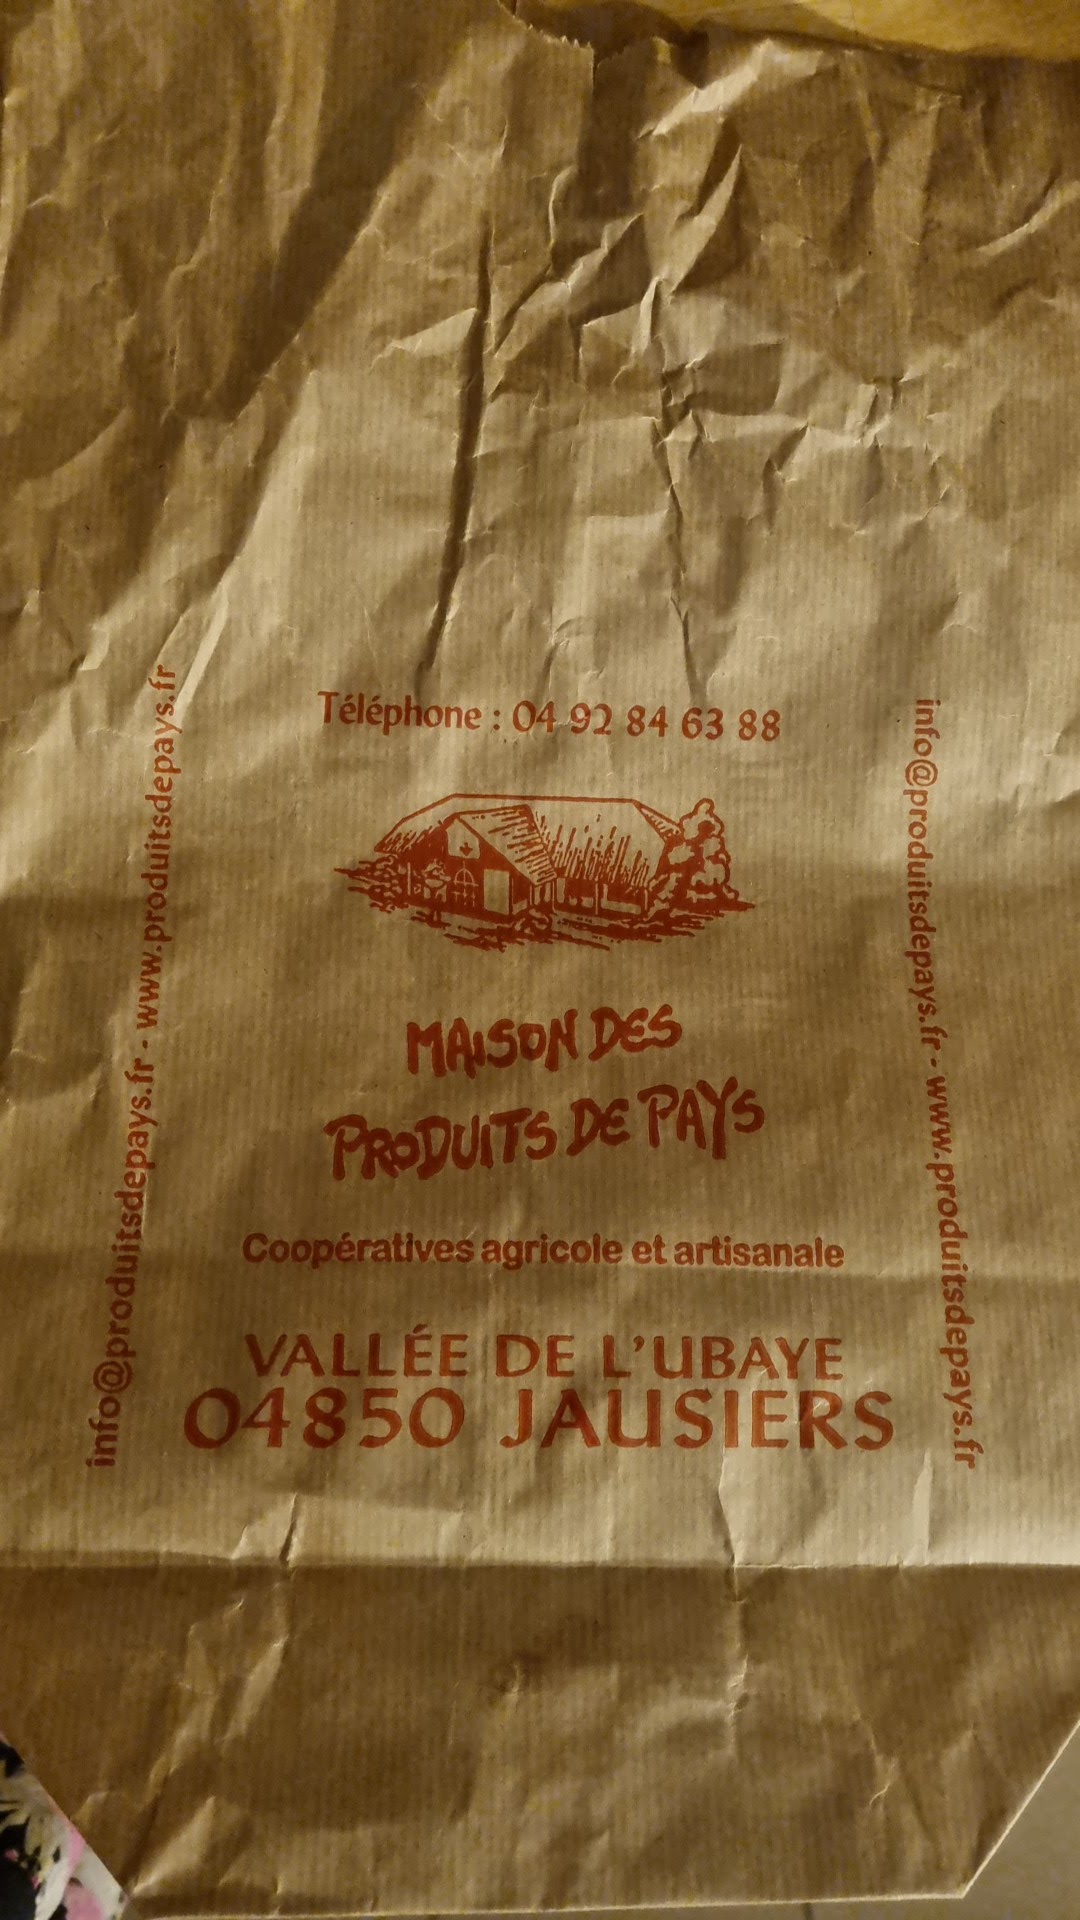 Téléphone : 04 92 84 63 88
info@produitsdepays.fr - www.produitsdepays.fr
info@produitsdepays.fr - www.produitsdepays.fr
MAISON DES
PRODUITS DE PAYS
Coopératives agricole et artisanale
VALLÉE DE L'UBAYE
04850 JAUSIERS